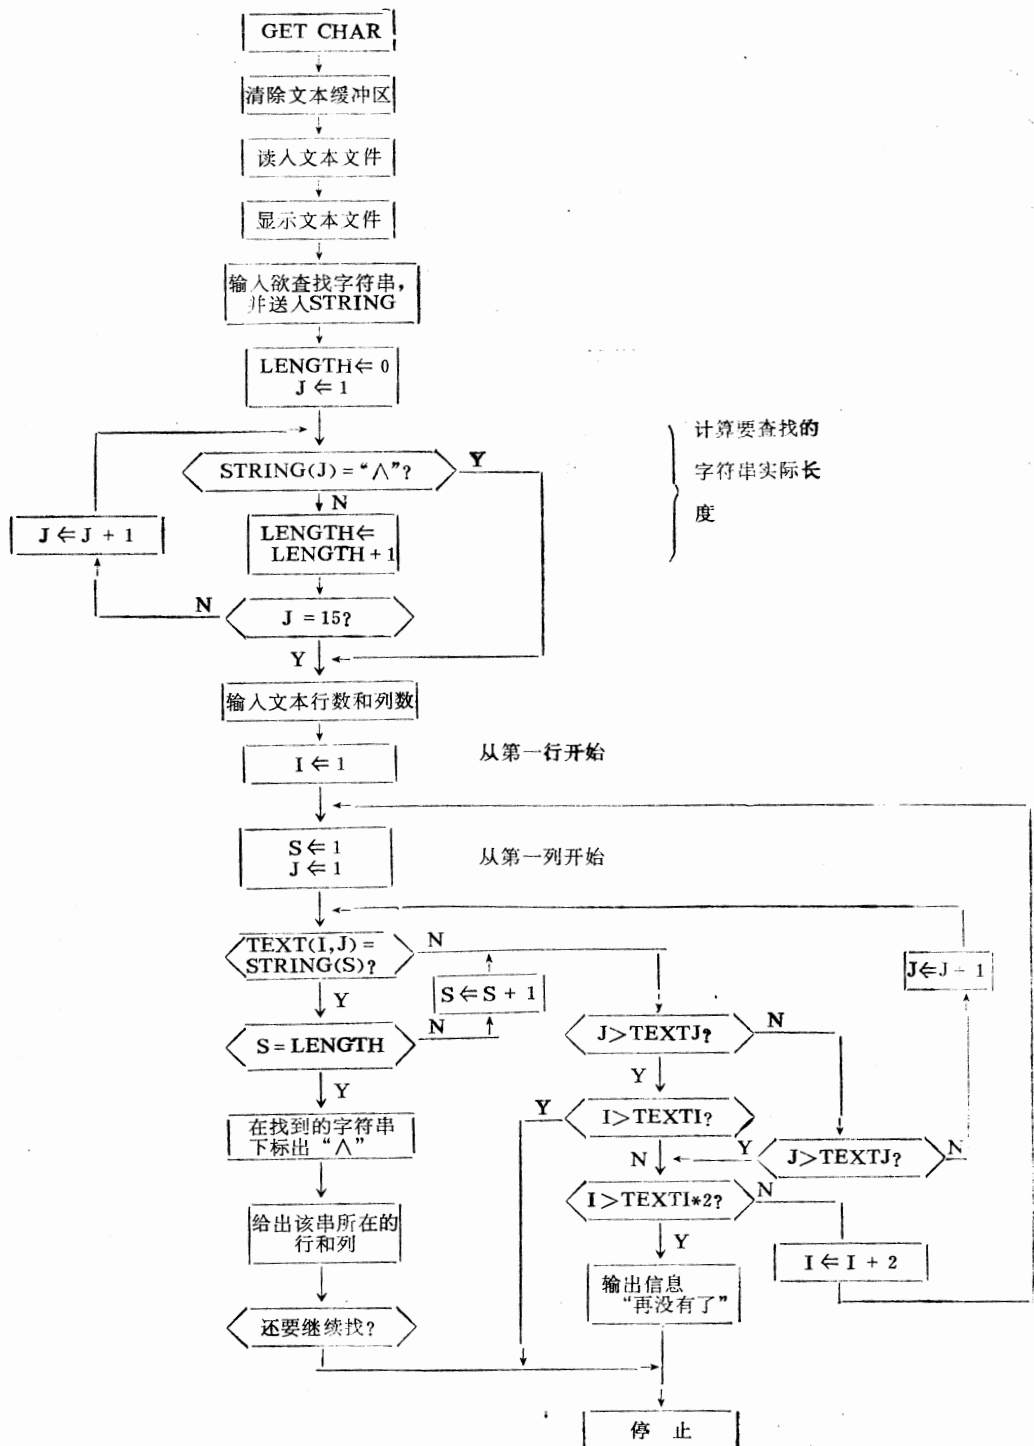 GET CHAR
清除文本缓冲区
读入文本文件
显示文本文件
输入欲查找字符串，
并送入STRING
LENGTH⇐0
J⇐1
STRING(J)=“∧”?
Y
N
J⇐J + 1
LENGTH⇐
LENGTH+1
计算要查找的
字符串实际长
度
N
J =15?
Y
输入文本行数和列数
I⇐1
从第一行开始
S⇐1
J⇐1
从第一列开始
TEXT(I,J)=
STRING(S)?
N
Y
S⇐S + 1
J⇐J + 1
S=LENGTH
N
Y
J>TEXTJ?
N
Y
在找到的字符串
下标出“∧”
Y
I>TEXTI?
N
Y
J>TEXTJ?
N
I>TEXTI*2?
N
Y
给出该串所在的
行和列
I⇐I + 2
输出信息
“再没有了”
还要继续找?
停 止